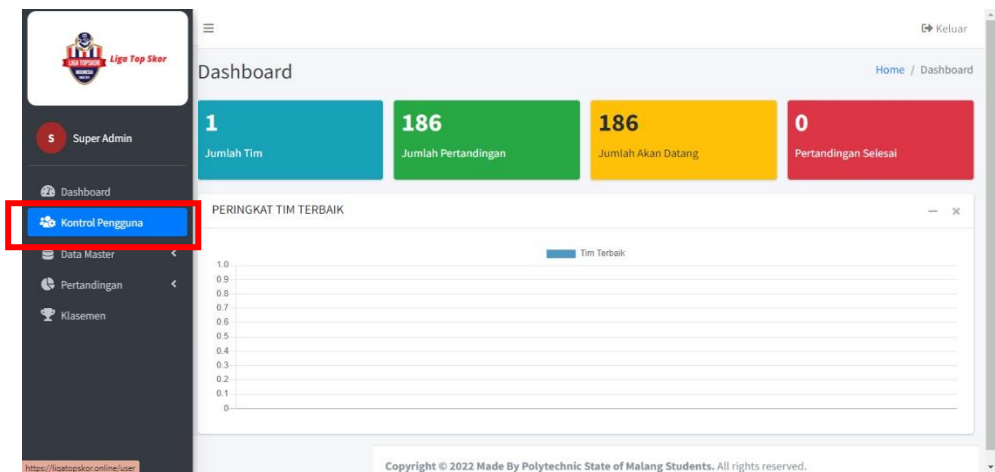 LIGA TOPSKOR
INDONESIA
Liga Top Skor
Keluar
Dashboard
Home / Dashboard
S
Super Admin
1
Jumlah Tim
186
Jumlah Pertandingan
186
Jumlah Akan Datang
0
Pertandingan Selesai
Dashboard
Kontrol Pengguna
Data Master
Pertandingan
Klasemen
PERINGKAT TIM TERBAIK
Tim Terbaik
1.0
0.9
0.8
0.7
0.6
0.5
0.4
0.3
0.2
0.1
0
https://ligatopskor.online/user
Copyright © 2022 Made By Polytechnic State of Malang Students. All rights reserved.